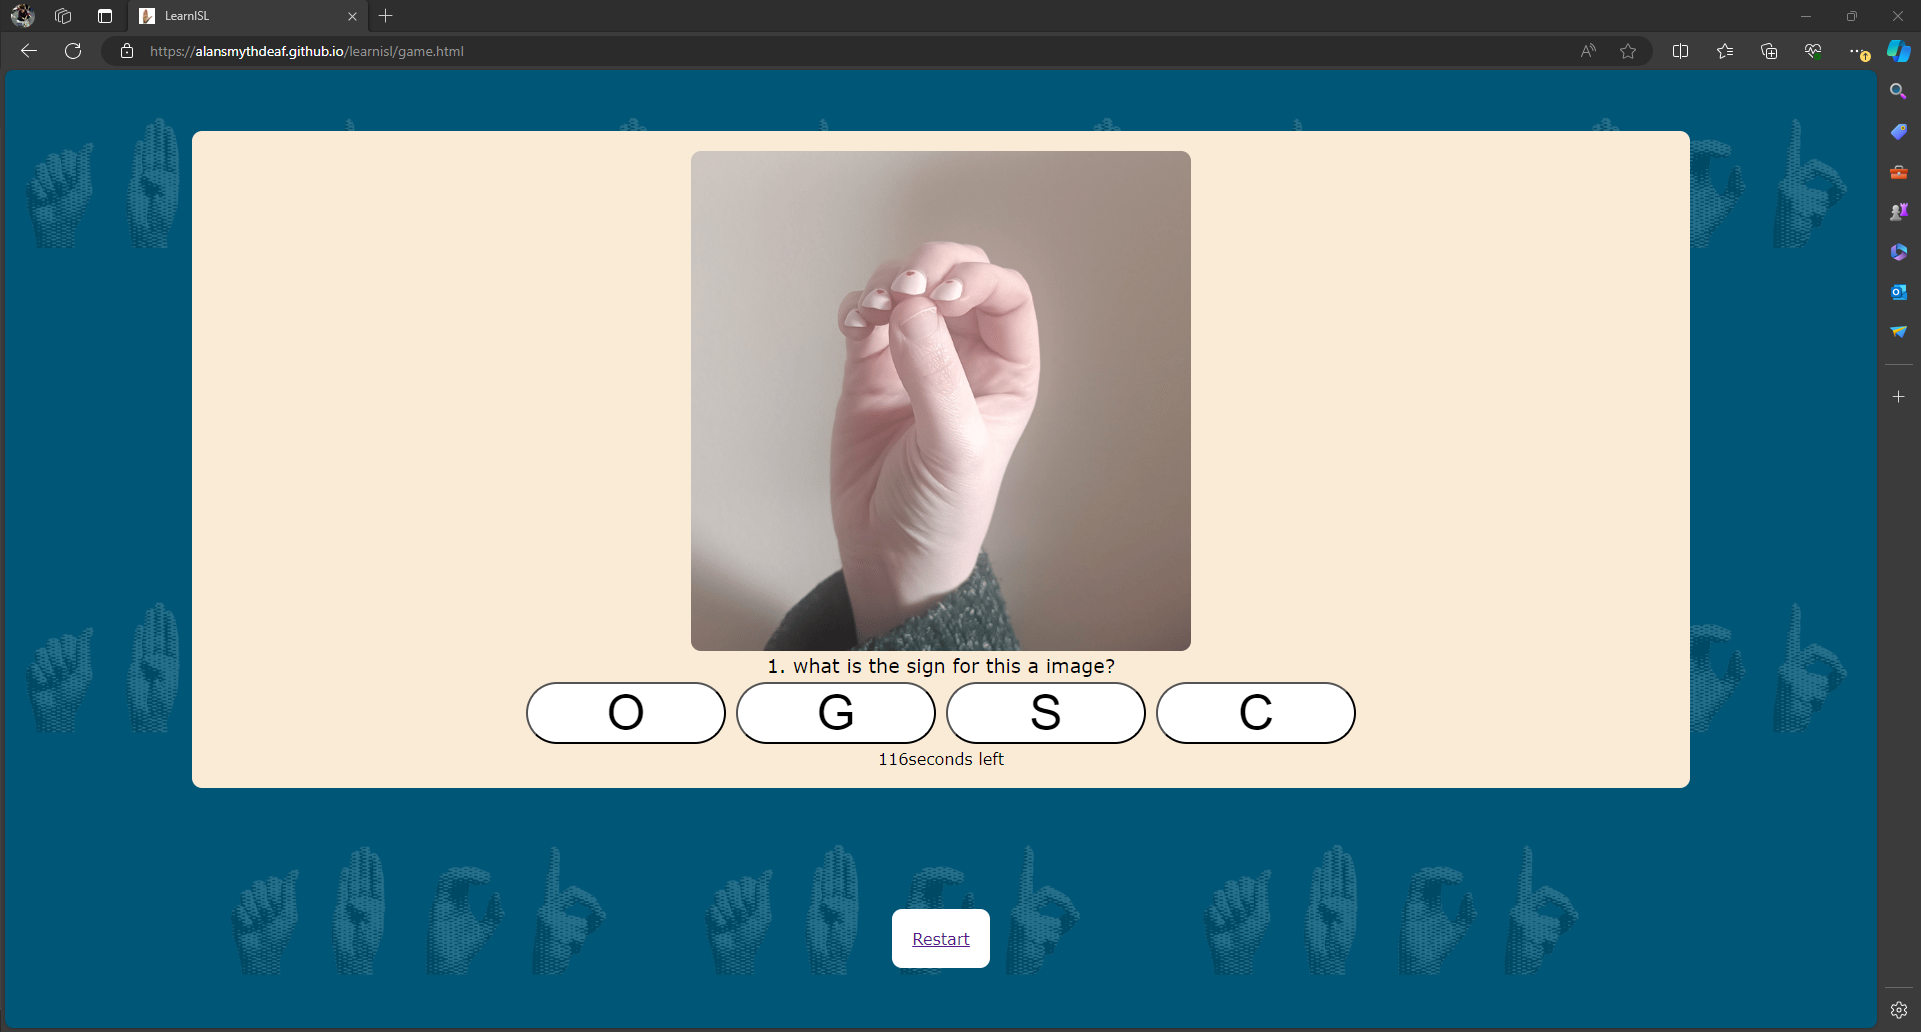 LearnISL
https://alansmythdeaf.github.io/learnisl/game.html
1. what is the sign for this a image?
O G S C
116seconds left
Restart